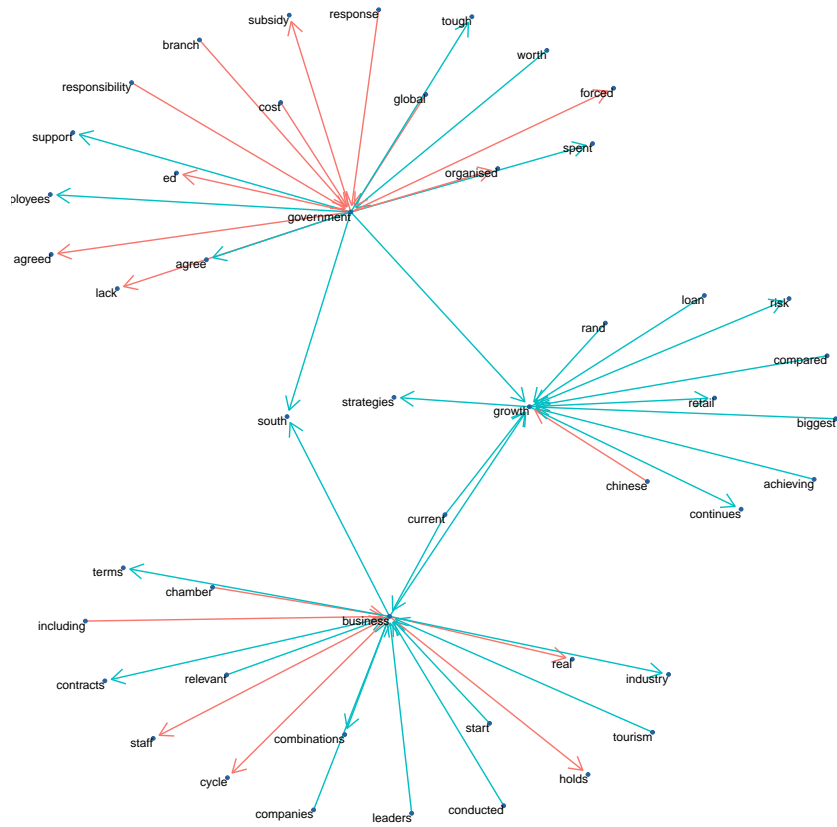 response
subsidy
tough
branch
worth
responsibility
forced
global
cost
support
spent
organised
ed
ployees
government
agreed
agree
lack
loan
risk
rand
compared
strategies
retail
growth
south
biggest
chinese
achieving
continues
current
terms
chamber
including
business
real
contracts
relevant
industry
staff
combinations
start
tourism
cycle
holds
companies
leaders
conducted